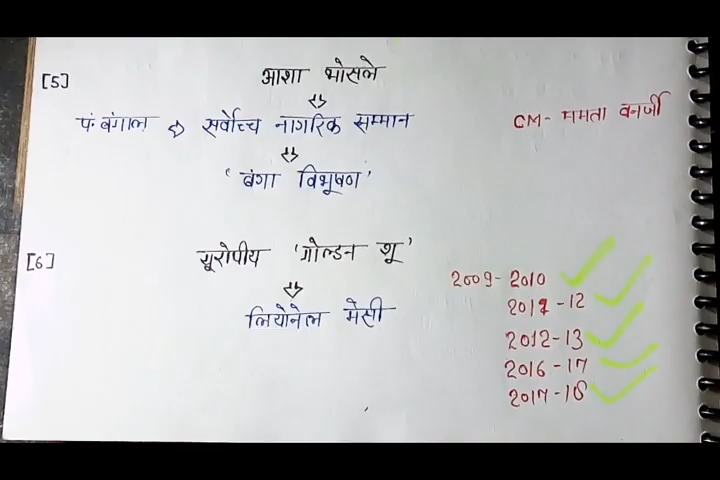 [5] आशा भोसले
⇔
प. बंगाल ⇨ सर्वोच्च नागरिक सम्मान CM- ममता बनर्जी
⇔
'बंगा विभूषण'
[6] यूरोपीय 'गोल्डन शू'
⇩
लियोनेल मेसी
2009-2010 ✓
2011-12 ✓
2012-13 ✓
2016-17 ✓
2017-18 ✓